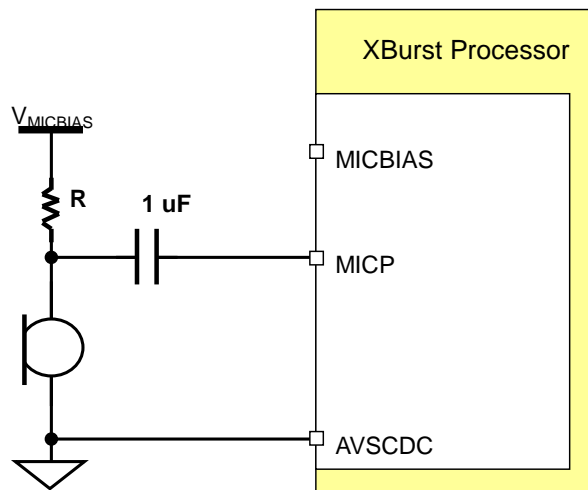 XBurst Processor
VMICBIAS
MICBIAS
R
1 uF
MICP
AVSCDC